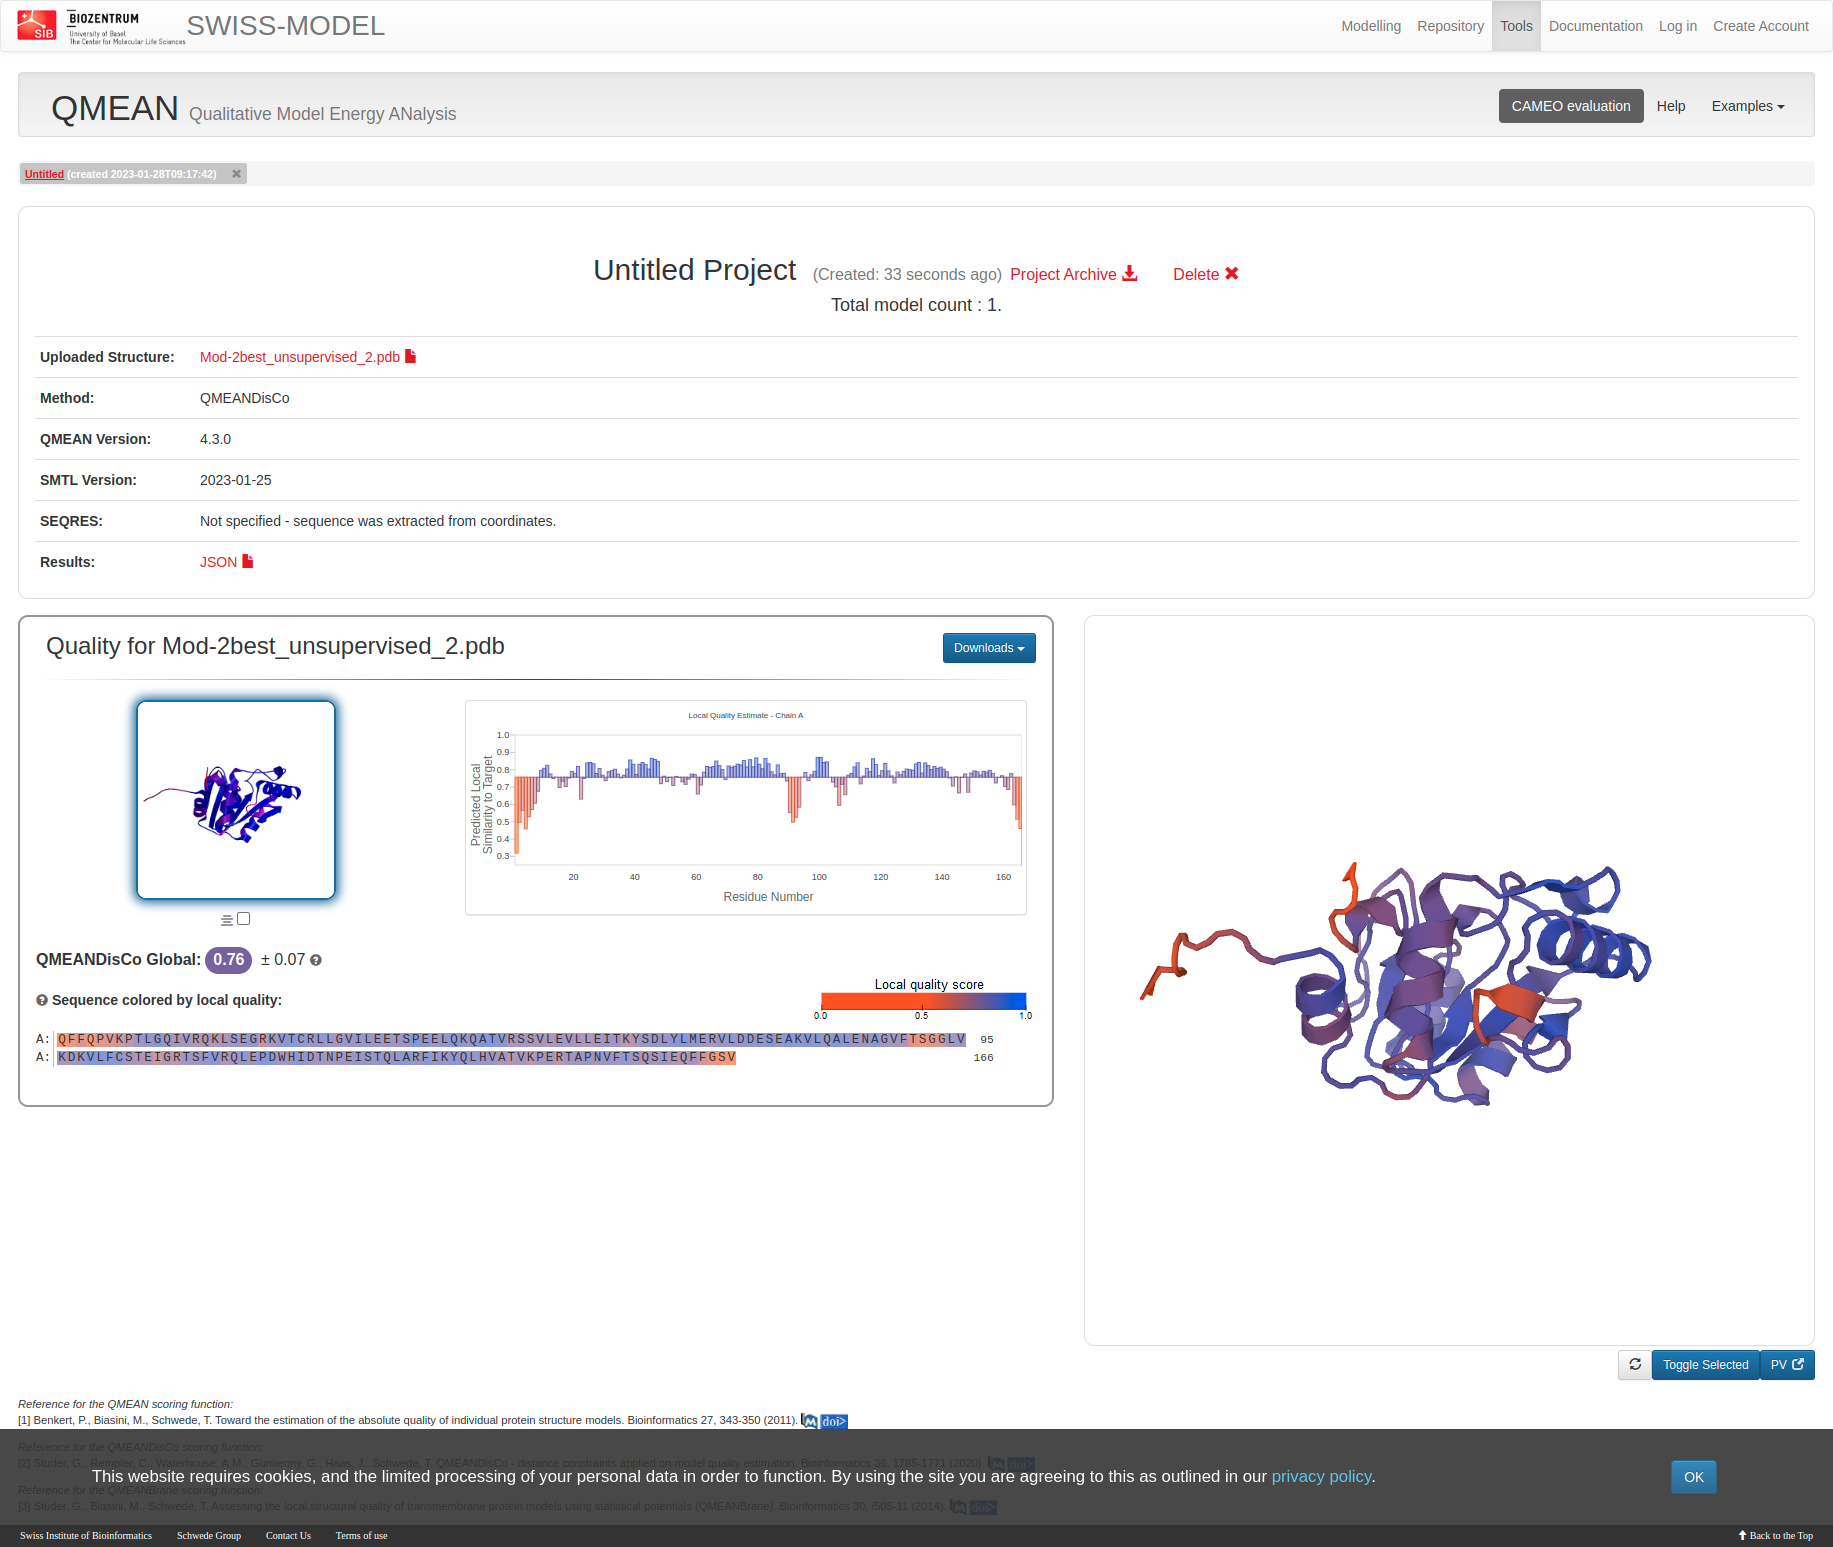 SIB
BIOZENTRUM
University of Basel
The Center for Molecular Life Sciences
SWISS-MODEL
Modelling Repository Tools Documentation Log in Create Account
QMEAN Qualitative Model Energy ANalysis
CAMEO evaluation Help Examples
Untitled (created 2023-01-28T09:17:42)
Untitled Project (Created: 33 seconds ago) Project Archive Delete
Total model count : 1.
Uploaded Structure: Mod-2best_unsupervised_2.pdb
Method: QMEANDisCo
QMEAN Version: 4.3.0
SMTL Version: 2023-01-25
SEQRES: Not specified - sequence was extracted from coordinates.
Results: JSON
Quality for Mod-2best_unsupervised_2.pdb
Downloads
Local Quality Estimate - Chain A
Predicted Local
Similarity to Target
1.0
0.9
0.8
0.7
0.6
0.5
0.4
0.3
20 40 60 80 100 120 140 160
Residue Number
QMEANDisCo Global: 0.76 ± 0.07
Sequence colored by local quality:
Local quality score
0.0 0.5 1.0
A: QFFQPVKPTLGQIVRQKLSEGRKVTCRLLGVILEETSPEELQKQATVRSSVLEVLLEITKYSDLYLMERVLDDESEAKVLQALENAGVFTSGGLV 95
A: KDKVLFCSTEIGRTSFVRQLEPDWHIDTNPEISTQLARFIKYQLHVATVKPERTAPNVFTSQSIEQFFGSV 166
Toggle Selected PV
Reference for the QMEAN scoring function:
[1] Benkert, P., Biasini, M., Schwede, T. Toward the estimation of the absolute quality of individual protein structure models. Bioinformatics 27, 343-350 (2011). M doi>
Reference for the QMEANDisCo scoring function:
[2] Studer, G., Rempfer, C., Waterhouse, A.M., Gumienny, G., Haas, J., Schwede, T. QMEANDisCo - distance constraints applied on model quality estimation. Bioinformatics 36, 1765-1771 (2020). M doi>
This website requires cookies, and the limited processing of your personal data in order to function. By using the site you are agreeing to this as outlined in our privacy policy.
OK
Reference for the QMEANBrane scoring function:
[3] Studer, G., Biasini, M., Schwede, T. Assessing the local structural quality of transmembrane protein models using statistical potentials (QMEANBrane). Bioinformatics 30, i505-11 (2014). M doi>
Swiss Institute of Bioinformatics Schwede Group Contact Us Terms of use Back to the Top